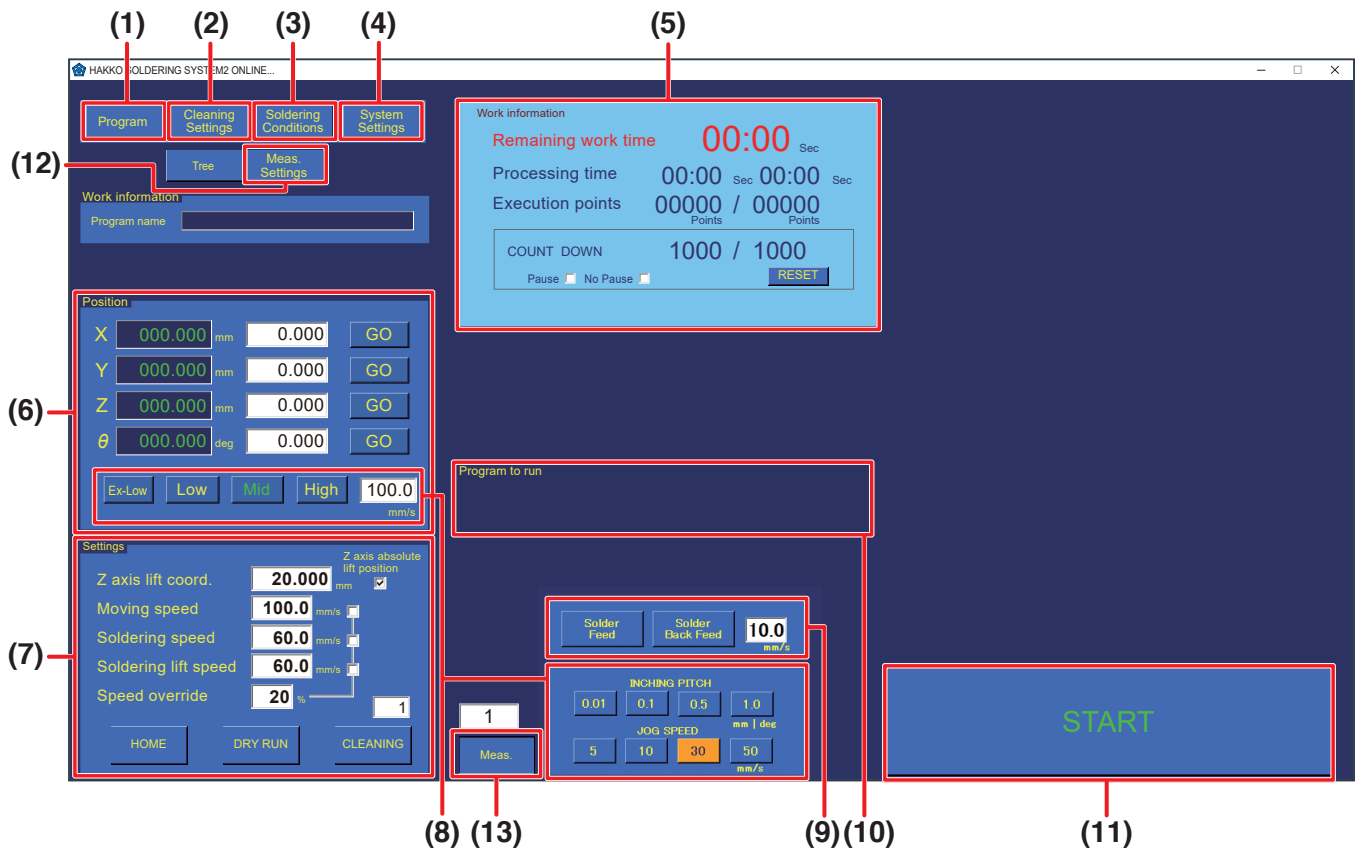 (1) (2) (3) (4) (5)
HAKKO SOLDERING SYSTEM2 ONLINE...
Program
Cleaning
Settings
Soldering
Conditions
System
Settings
(12)
Tree
Meas.
Settings
Work information
Program name
Work information
Remaining work time 00:00 Sec
Processing time 00:00 Sec 00:00 Sec
Execution points 00000 / 00000
Points Points
COUNT DOWN 1000 / 1000
Pause No Pause RESET
(6)
Position
X 000.000 mm 0.000 GO
Y 000.000 mm 0.000 GO
Z 000.000 mm 0.000 GO
θ 000.000 deg 0.000 GO
Ex-Low Low Mid High 100.0
mm/s
Program to run
(7)
Settings
Z axis absolute
lift position
Z axis lift coord. 20.000 mm
Moving speed 100.0 mm/s
Soldering speed 60.0 mm/s
Soldering lift speed 60.0 mm/s
Speed override 20 %
1
HOME DRY RUN CLEANING
1
Meas.
Solder
Feed
Solder
Back Feed
10.0
mm/s
INCHING PITCH
0.01 0.1 0.5 1.0
mm | deg
JOG SPEED
5 10 30 50
mm/s
START
(8) (13) (9) (10) (11)